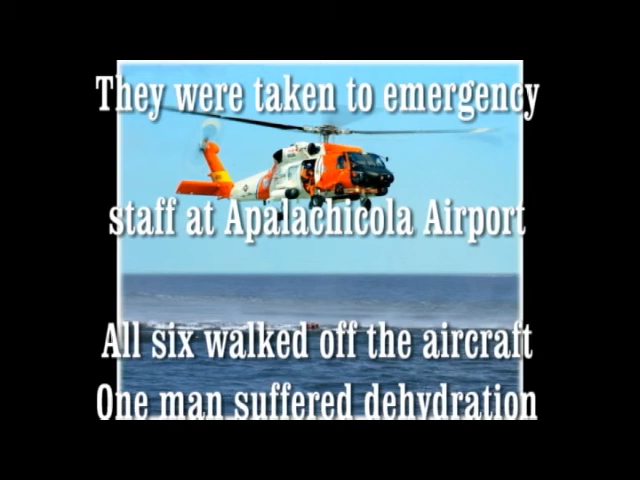 They were taken to emergency
staff at Apalachicola Airport
All six walked off the aircraft
One man suffered dehydration